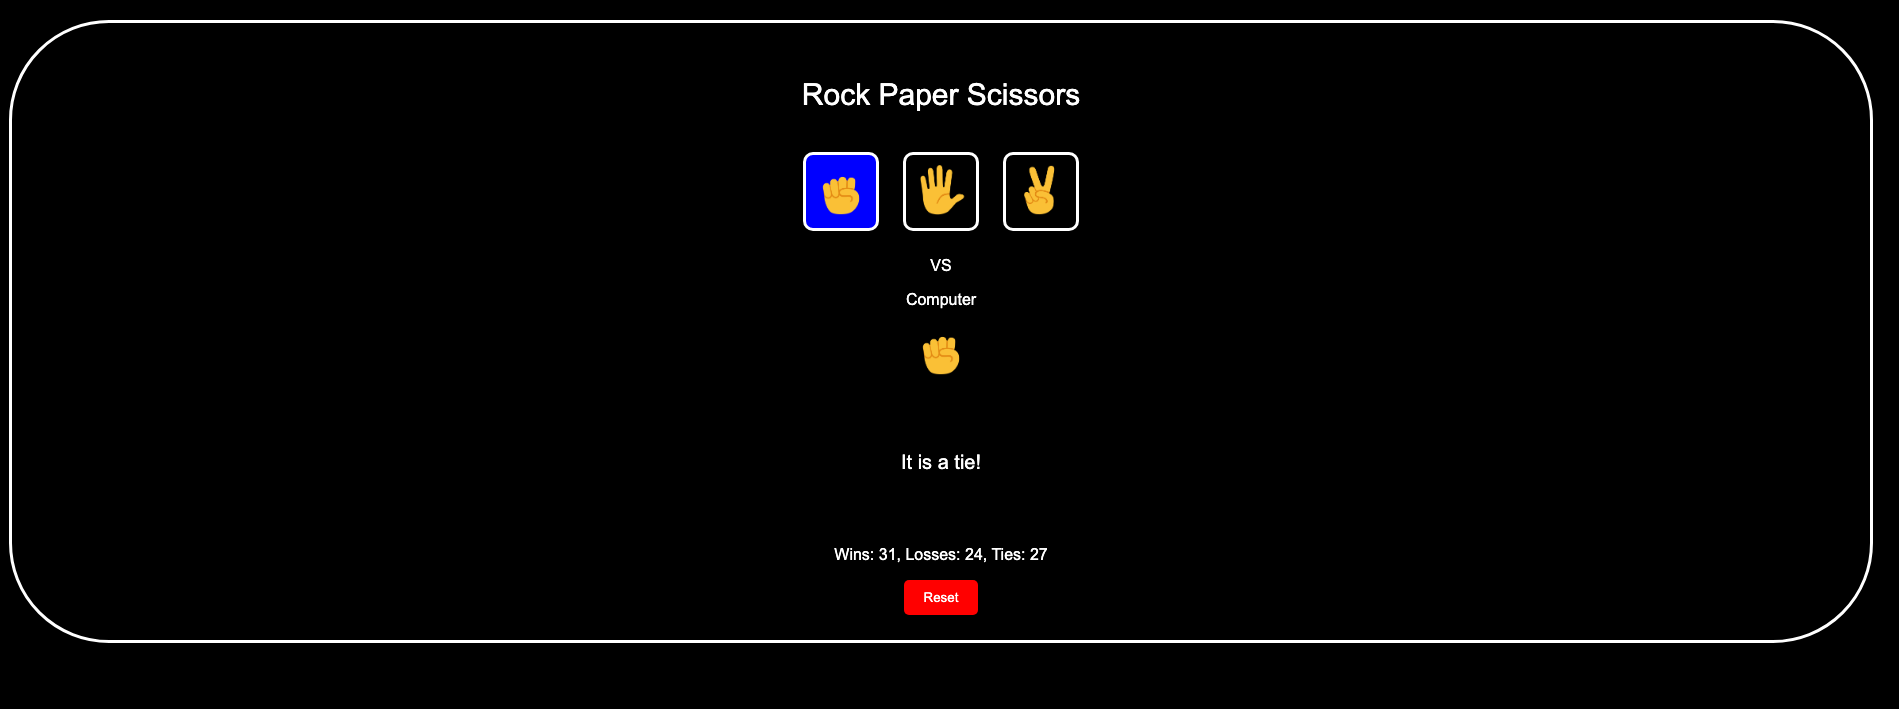 Rock Paper Scissors
VS
Computer
It is a tie!
Wins: 31, Losses: 24, Ties: 27
Reset